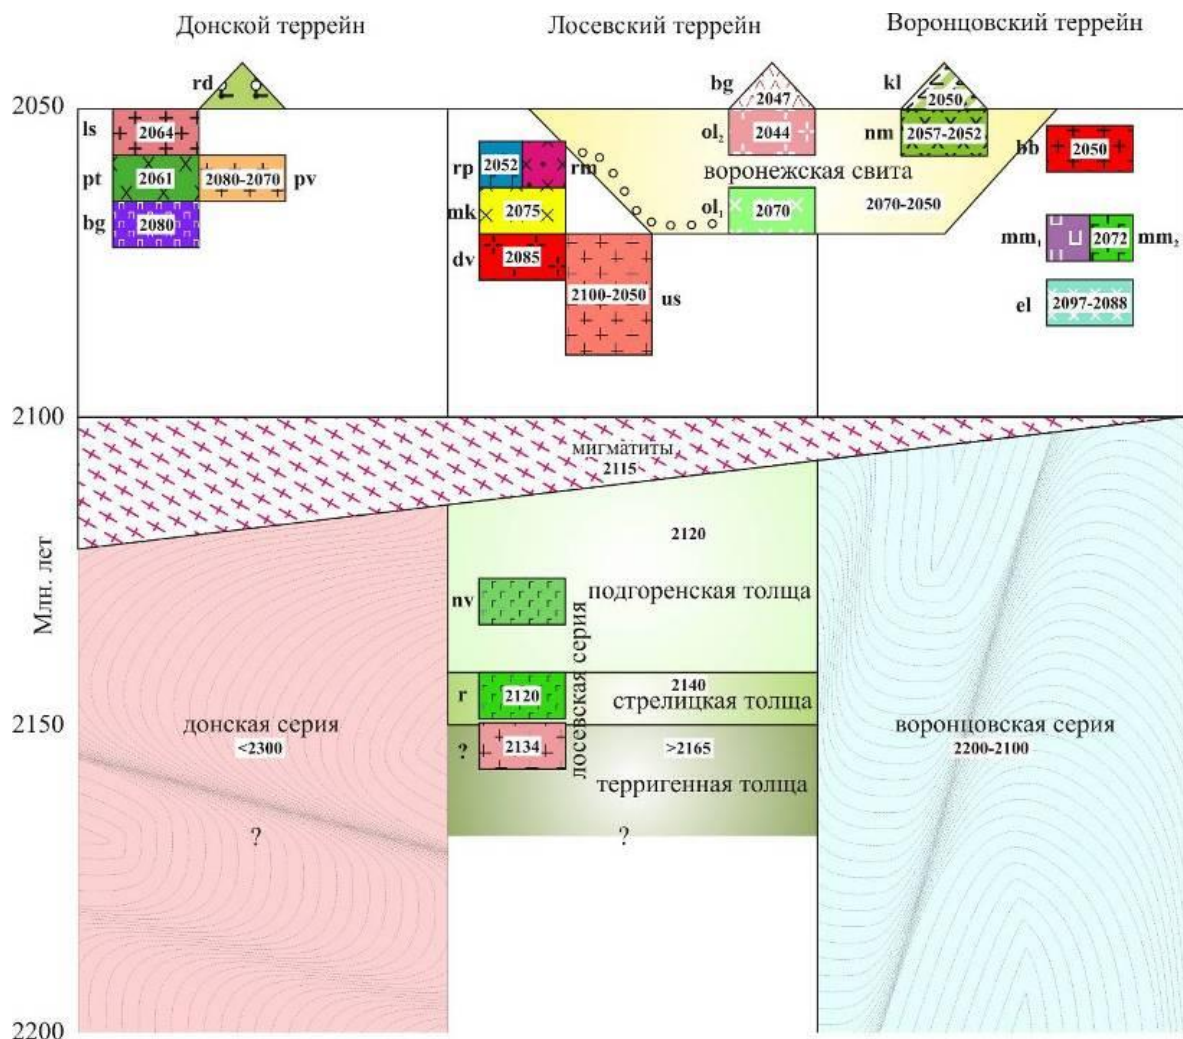 Донской террейн
Лосевский террейн
Воронцовский террейн
Млн. лет
2050
2100
2150
2200
rd
ls 2064
pt 2061
2080-2070 pv
bg 2080
bg 2047
ol₂ 2044
rp 2052 rm
mk 2075
dv 2085
2100-2050 us
воронежская свита
2070-2050
ol₁ 2070
kl 2050
nm 2057-2052
bb 2050
mm₁ 2072 mm₂
el 2097-2088
мигматиты,
2115
2120
подгоренская толща
nv
лосевская серия
r 2120
2140
стрелицкая толща
? 2134
>2165
терригенная толща
?
донская серия
<2300
?
воронцовская серия
2200-2100